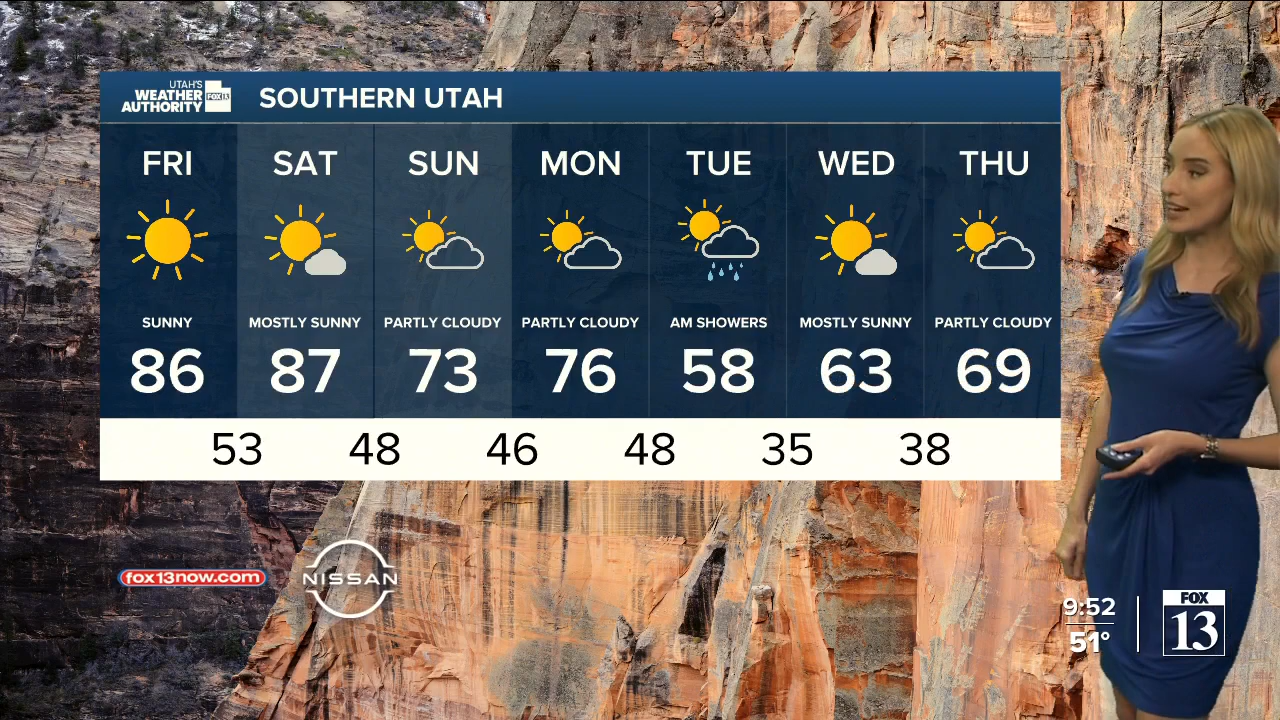 UTAH'S
WEATHER
AUTHORITY
FOX 13
SOUTHERN UTAH
FRI SAT SUN MON TUE WED THU
SUNNY MOSTLY SUNNY PARTLY CLOUDY PARTLY CLOUDY AM SHOWERS MOSTLY SUNNY PARTLY CLOUDY
86 87 73 76 58 63 69
53 48 46 48 35 38
fox13now.com
NISSAN
9:52
51°
FOX
13